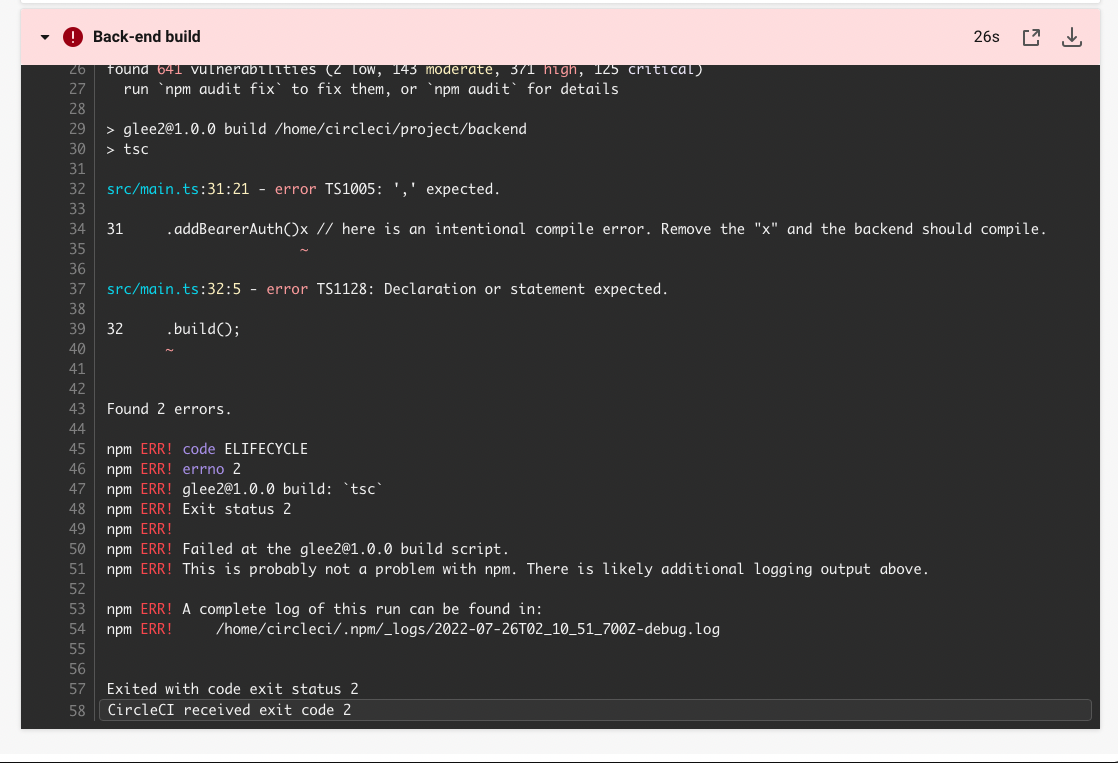 Back-end build 26s
26 found 641 vulnerabilities (2 low, 143 moderate, 371 high, 125 critical)
27 run `npm audit fix` to fix them, or `npm audit` for details
28
29 > glee2@1.0.0 build /home/circleci/project/backend
30 > tsc
31
32 src/main.ts:31:21 - error TS1005: ',' expected.
33
34 31 .addBearerAuth()x // here is an intentional compile error. Remove the "x" and the backend should compile.
35 ~
36
37 src/main.ts:32:5 - error TS1128: Declaration or statement expected.
38
39 32 .build();
40 ~
41
42
43 Found 2 errors.
44
45 npm ERR! code ELIFECYCLE
46 npm ERR! errno 2
47 npm ERR! glee2@1.0.0 build: `tsc`
48 npm ERR! Exit status 2
49 npm ERR!
50 npm ERR! Failed at the glee2@1.0.0 build script.
51 npm ERR! This is probably not a problem with npm. There is likely additional logging output above.
52
53 npm ERR! A complete log of this run can be found in:
54 npm ERR! /home/circleci/.npm/_logs/2022-07-26T02_10_51_700Z-debug.log
55
56
57 Exited with code exit status 2
58 CircleCI received exit code 2